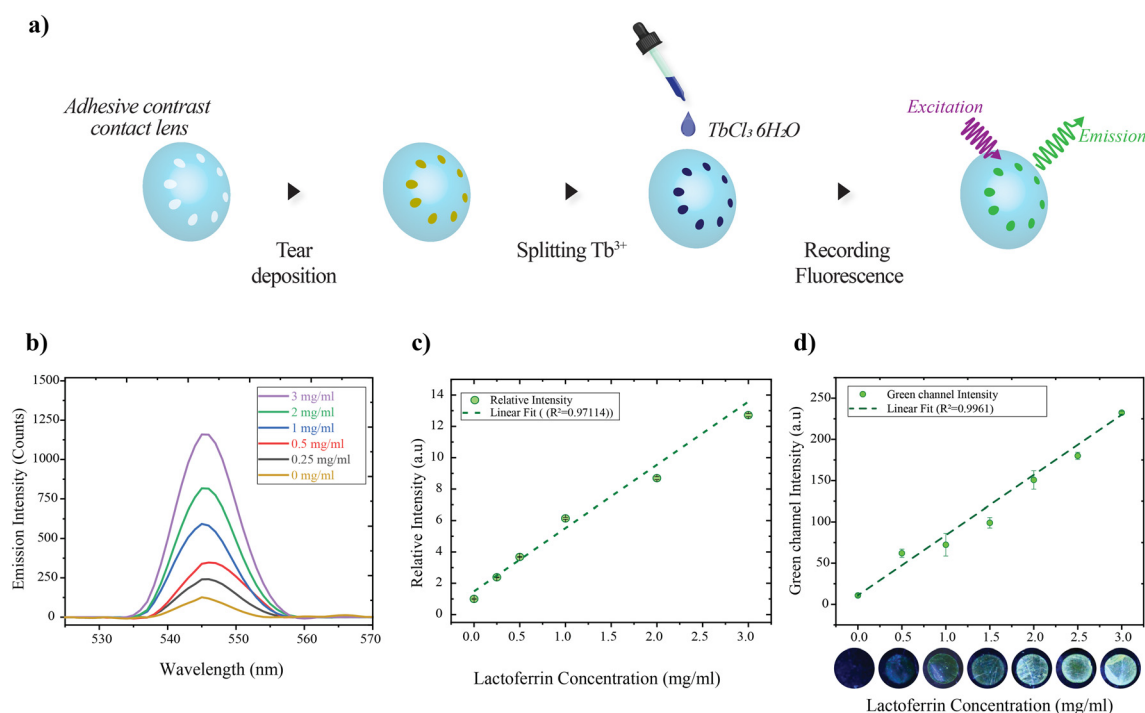 a)
Adhesive contrast
contact lens
TbCl₃ 6H₂O
Excitation
Emission
Tear
deposition
Splitting Tb³⁺
Recording
Fluorescence
b)
Emission Intensity (Counts)
1500
1250
1000
750
500
250
0
3 mg/ml
2 mg/ml
1 mg/ml
0.5 mg/ml
0.25 mg/ml
0 mg/ml
530 540 550 560 570
Wavelength (nm)
c)
Relative Intensity (a.u)
14
12
10
8
6
4
2
0
Relative Intensity
Linear Fit ( (R²=0.97114))
0.0 0.5 1.0 1.5 2.0 2.5 3.0
Lactoferrin Concentration (mg/ml)
d)
Green channel Intensity (a.u)
250
200
150
100
50
0
Green channel Intensity
Linear Fit (R²=0.9961)
0.0 0.5 1.0 1.5 2.0 2.5 3.0
Lactoferrin Concentration (mg/ml)